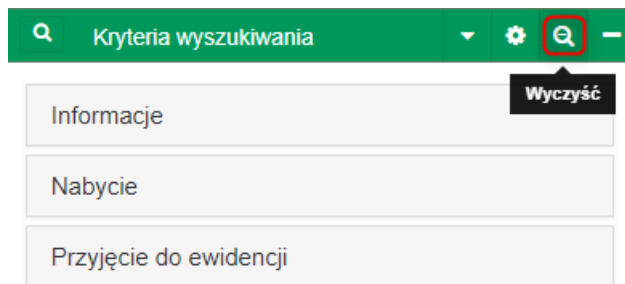 Kryteria wyszukiwania
Wyczyść
Informacje
Nabycie
Przyjęcie do ewidencji